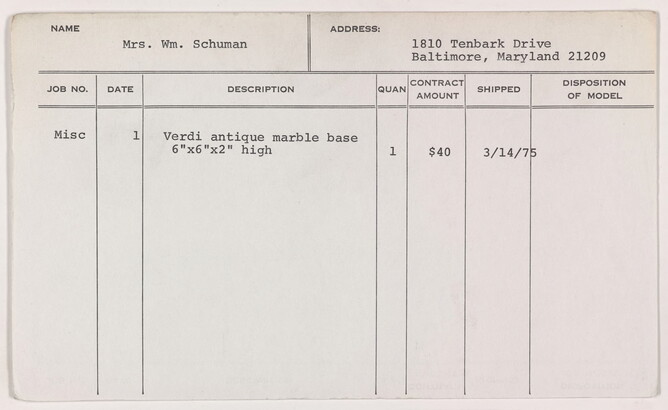 NAME
Mrs. Wm. Schuman
ADDRESS:
1810 Tenbark Drive
Baltimore, Maryland 21209
JOB NO. DATE DESCRIPTION QUAN CONTRACT AMOUNT SHIPPED DISPOSITION OF MODEL
Misc 1 Verdi antique marble base
6"x6"x2" high 1 $40 3/14/75